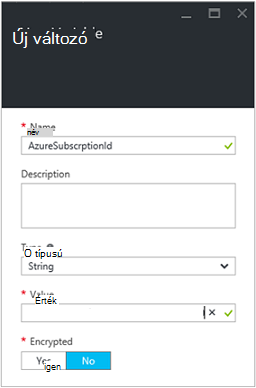 Új változó e
* Name
név
AzureSubscrptionId
Description
Type
O típusú
String
* Value
Érték
* Encrypted
Yes No
igen